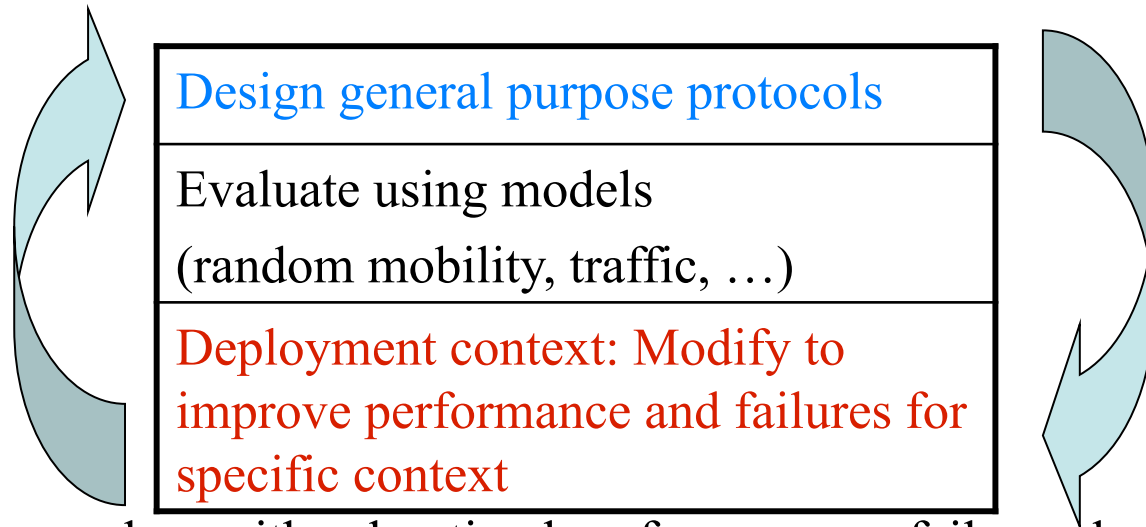 Design general purpose protocols
Evaluate using models
(random mobility, traffic, …)
Deployment context: Modify to
improve performance and failures for
specific context